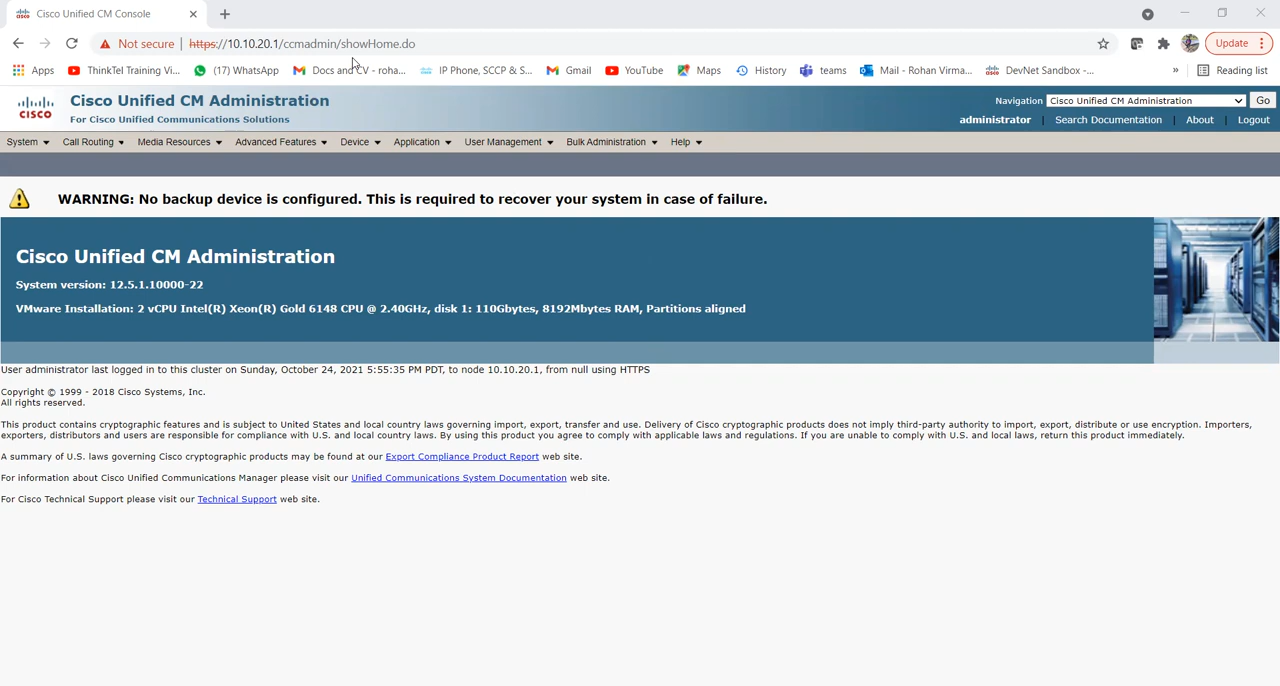 Cisco Unified CM Console
Not secure | https://10.10.20.1/ccmadmin/showHome.do
Update
Apps ThinkTel Training Vi... (17) WhatsApp Docs and CV - roha... IP Phone, SCCP & S... Gmail YouTube Maps History teams Mail - Rohan Virma... DevNet Sandbox -... » Reading list
CISCO
Cisco Unified CM Administration
For Cisco Unified Communications Solutions
Navigation Cisco Unified CM Administration Go
administrator | Search Documentation | About | Logout
System Call Routing Media Resources Advanced Features Device Application User Management Bulk Administration Help
WARNING: No backup device is configured. This is required to recover your system in case of failure.
Cisco Unified CM Administration
System version: 12.5.1.10000-22
VMware Installation: 2 vCPU Intel(R) Xeon(R) Gold 6148 CPU @ 2.40GHz, disk 1: 110Gbytes, 8192Mbytes RAM, Partitions aligned
User administrator last logged in to this cluster on Sunday, October 24, 2021 5:55:35 PM PDT, to node 10.10.20.1, from null using HTTPS
Copyright © 1999 - 2018 Cisco Systems, Inc.
All rights reserved.
This product contains cryptographic features and is subject to United States and local country laws governing import, export, transfer and use. Delivery of Cisco cryptographic products does not imply third-party authority to import, export, distribute or use encryption. Importers,
exporters, distributors and users are responsible for compliance with U.S. and local country laws. By using this product you agree to comply with applicable laws and regulations. If you are unable to comply with U.S. and local laws, return this product immediately.
A summary of U.S. laws governing Cisco cryptographic products may be found at our Export Compliance Product Report web site.
For information about Cisco Unified Communications Manager please visit our Unified Communications System Documentation web site.
For Cisco Technical Support please visit our Technical Support web site.